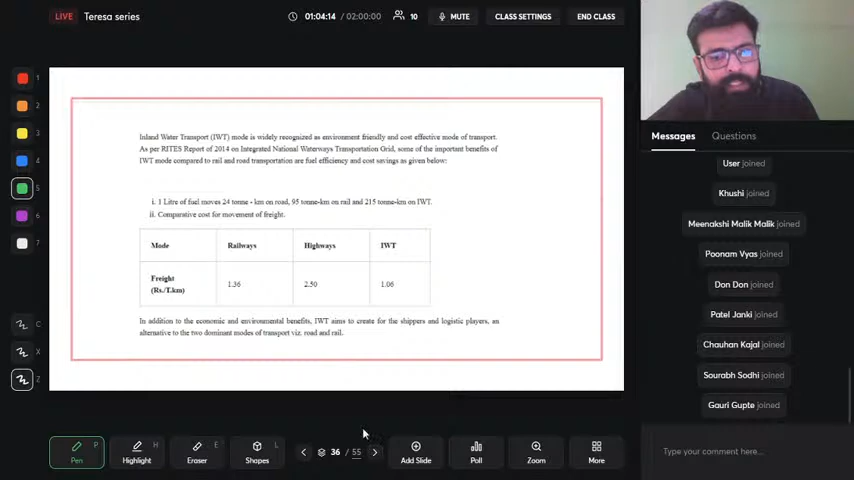 LIVE
Teresa series
01:04:14 / 02:00:00
10
MUTE
CLASS SETTINGS
END CLASS
1
2
3
4
5
6
7
C
X
Z
Inland Water Transport (IWT) mode is widely recognized as environment friendly and cost effective mode of transport.
As per RITES Report of 2014 on Integrated National Waterways Transportation Grid, some of the important benefits of
IWT mode compared to rail and road transportation are fuel efficiency and cost savings as given below:
i. 1 Litre of fuel moves 24 tonne - km on road, 95 tonne-km on rail and 215 tonne-km on IWT.
ii. Comparative cost for movement of freight.
Mode Railways Highways IWT
Freight
(Rs./T.km) 1.36 2.50 1.06
In addition to the economic and environmental benefits, IWT aims to create for the shippers and logistic players, an
alternative to the two dominant modes of transport viz. road and rail.
Pen P
Highlight H
Eraser E
Shapes L
36 / 55
Add Slide
Poll
Zoom
More
Messages
Questions
User joined
Khushi joined
Meenakshi Malik Malik joined
Poonam Vyas joined
Don Don joined
Patel Janki joined
Chauhan Kajal joined
Sourabh Sodhi joined
Gauri Gupte joined
Type your comment here...